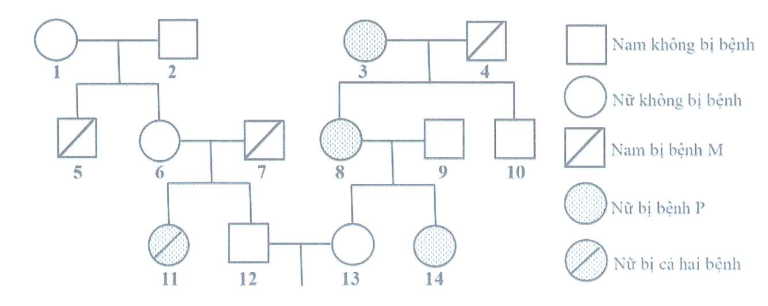 1 2 3 4
5 6 7 8 9 10
11 12 13 14
Nam không bị bệnh
Nữ không bị bệnh
Nam bị bệnh M
Nữ bị bệnh P
Nữ bị cả hai bệnh